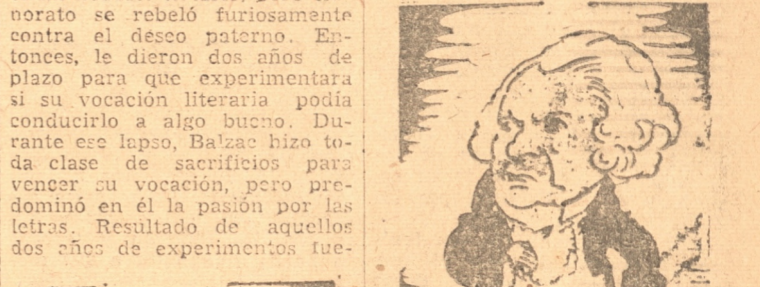 norato se rebeló furiosamente
contra el deseo paterno. En-
tonces, le dieron dos años de
plazo para que experimentara
si su vocación literaria podía
conducirlo a algo bueno. Du-
rante ese lapso, Balzac hizo to-
da clase de sacrificios para
vencer su vocación, pero pre-
dominó en él la pasión por las
letras. Resultado de aquellos
dos años de experimentos fue-